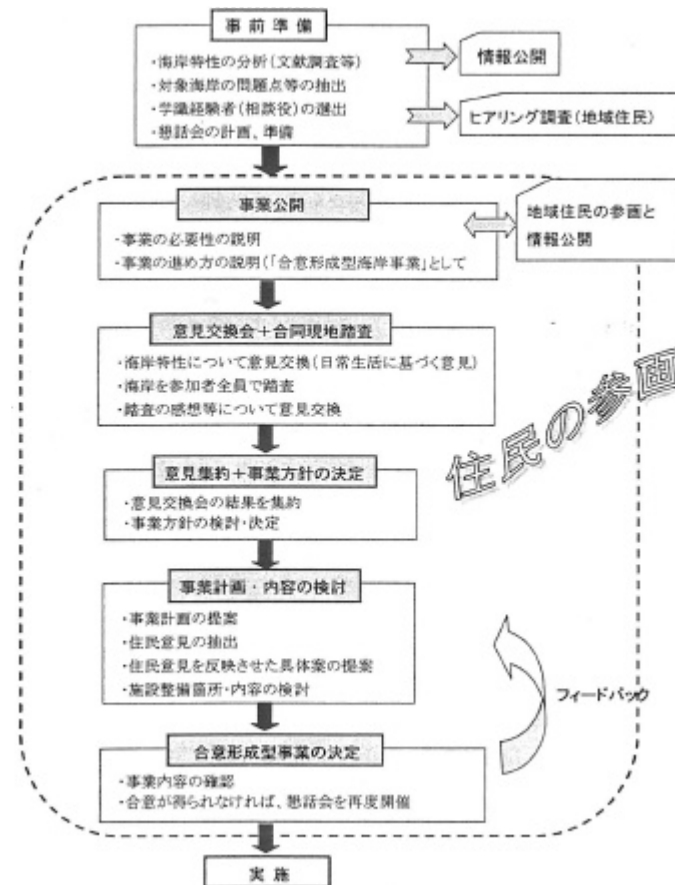 事前準備
・海岸特性の分析(文献調査等)
・対象海岸の問題点等の抽出
・学識経験者(相談役)の選出
・懇話会の計画、準備
情報公開
ヒアリング調査(地域住民)
事業公開
・事業の必要性の説明
・事業の進め方の説明(「合意形成型海岸事業」として
地域住民の参画と
情報公開
意見交換会+合同現地踏査
・海岸特性について意見交換(日常生活に基づく意見)
・海岸を参加者全員で踏査
・踏査の感想等について意見交換
住民の参画
意見集約+事業方針の決定
・意見交換会の結果を集約
・事業方針の検討・決定
事業計画・内容の検討
・事業計画の提案
・住民意見の抽出
・住民意見を反映させた具体案の提案
・施設整備箇所・内容の検討
フィードバック
合意形成型事業の決定
・事業内容の確認
・合意が得られなければ、懇話会を再度開催
実施